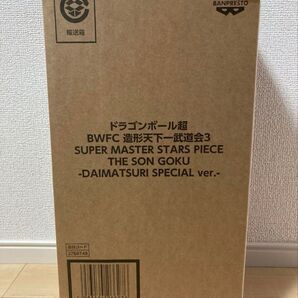 輸送箱
BANPRESTO
ドラゴンボール超
BWFC 造形天下一武道会3
SUPER MASTER STARS PIECE
THE SON GOKU
-DAIMATSURI SPECIAL ver.-